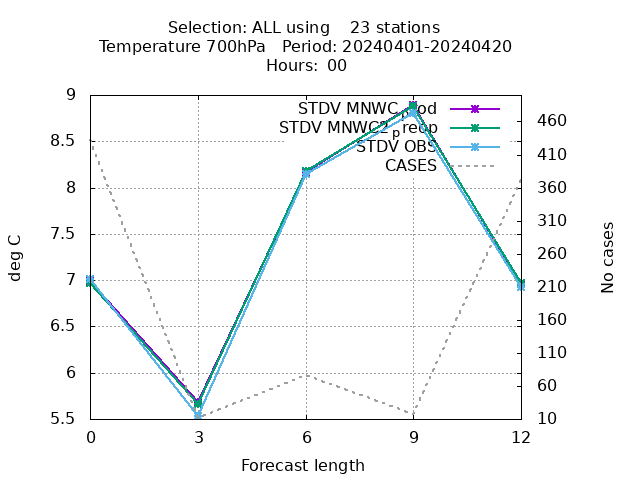 Selection: ALL using 23 stations
Temperature 700hPa Period: 20240401-20240420
Hours: 00
9
8.5
8
7.5
7
6.5
6
5.5
deg C
STDV MNWC
STDV MNWC2
STDV OBS
CASES
460
410
360
310
260
210
160
110
60
10
No cases
0 3 6 9 12
Forecast length